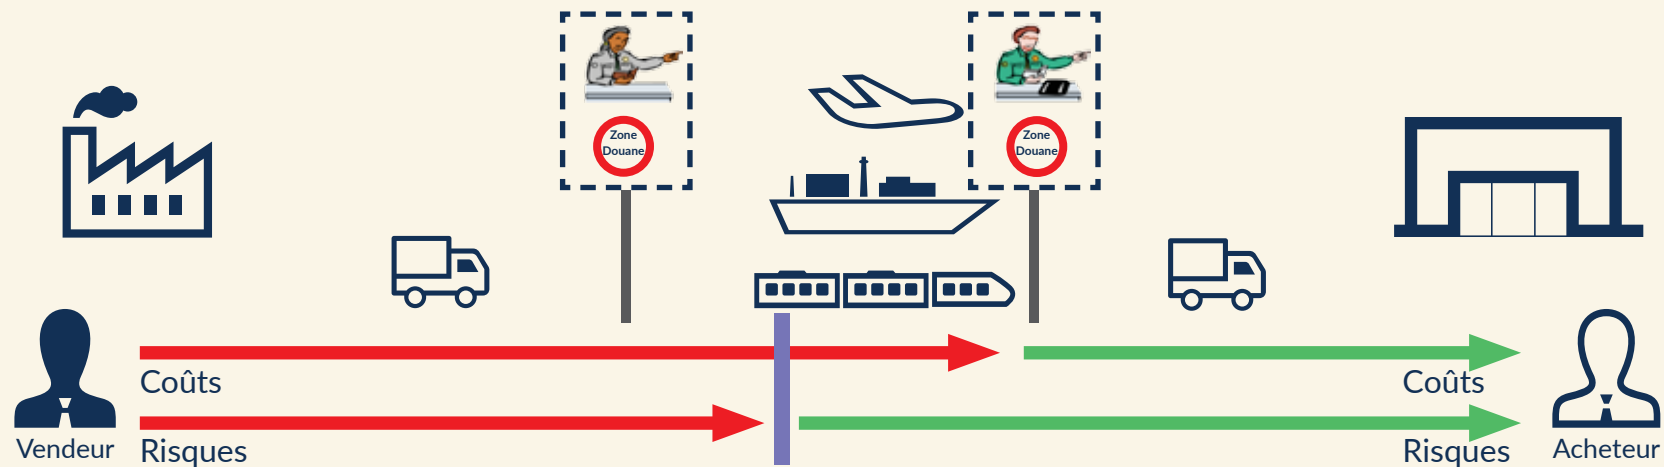 Zone
Douane
Zone
Douane
Coûts
Coûts
Vendeur
Risques
Risques
Acheteur